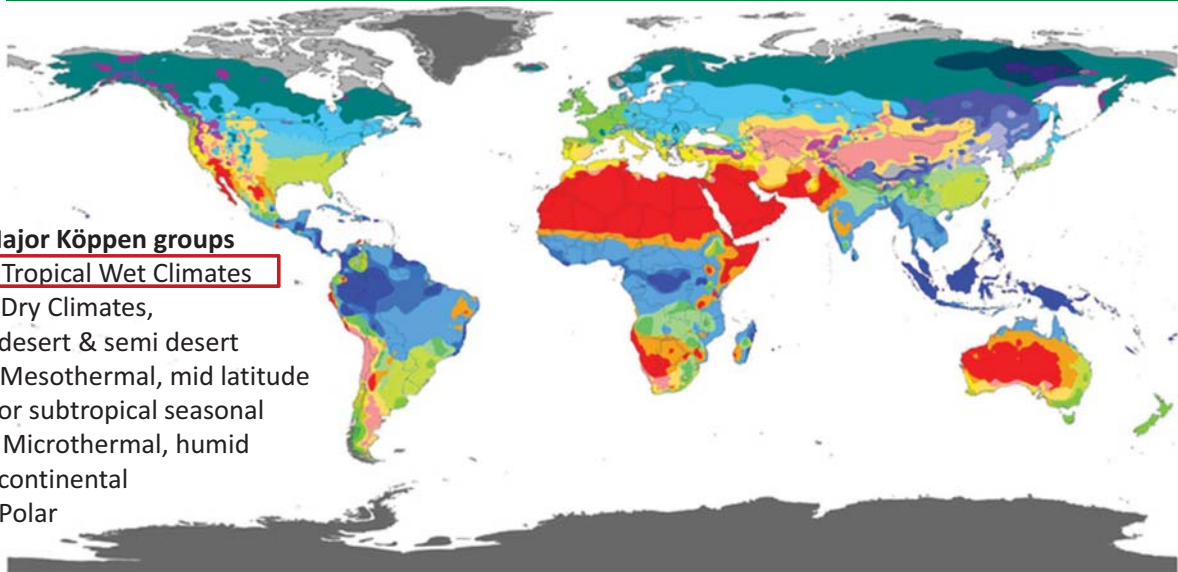 ajor Köppen groups
Tropical Wet Climates
Dry Climates,
desert & semi desert
Mesothermal, mid latitude
or subtropical seasonal
Microthermal, humid
continental
Polar